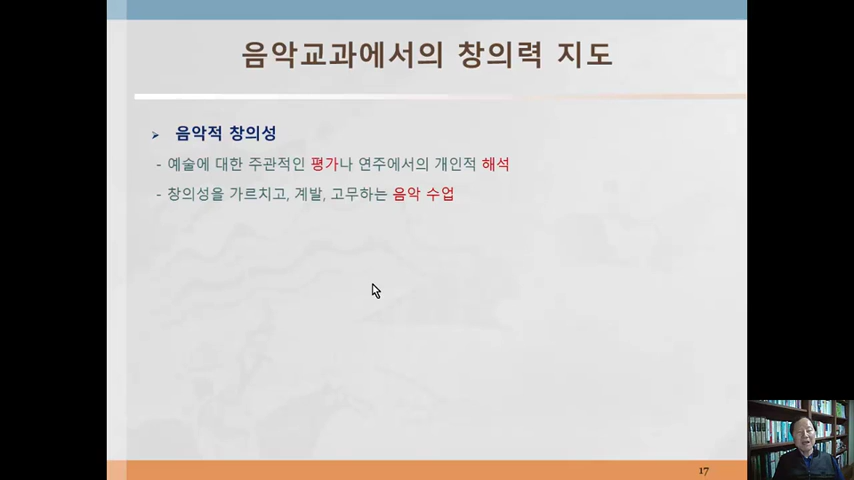 음악교과에서의 창의력 지도
➢ 음악적 창의성
- 예술에 대한 주관적인 평가나 연주에서의 개인적 해석
- 창의성을 가르치고, 계발, 고무하는 음악 수업
17